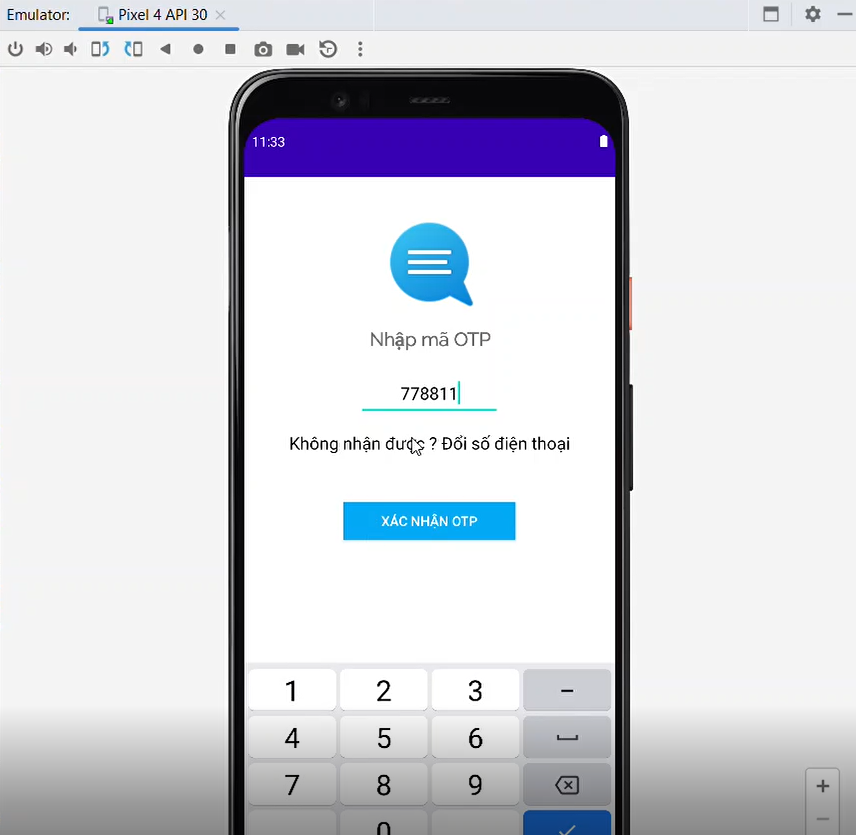 Emulator: Pixel 4 API 30
11:33
Nhập mã OTP
778811
Không nhận được ? Đổi số điện thoại
XÁC NHẬN OTP
1 2 3 -
4 5 6
7 8 9
0